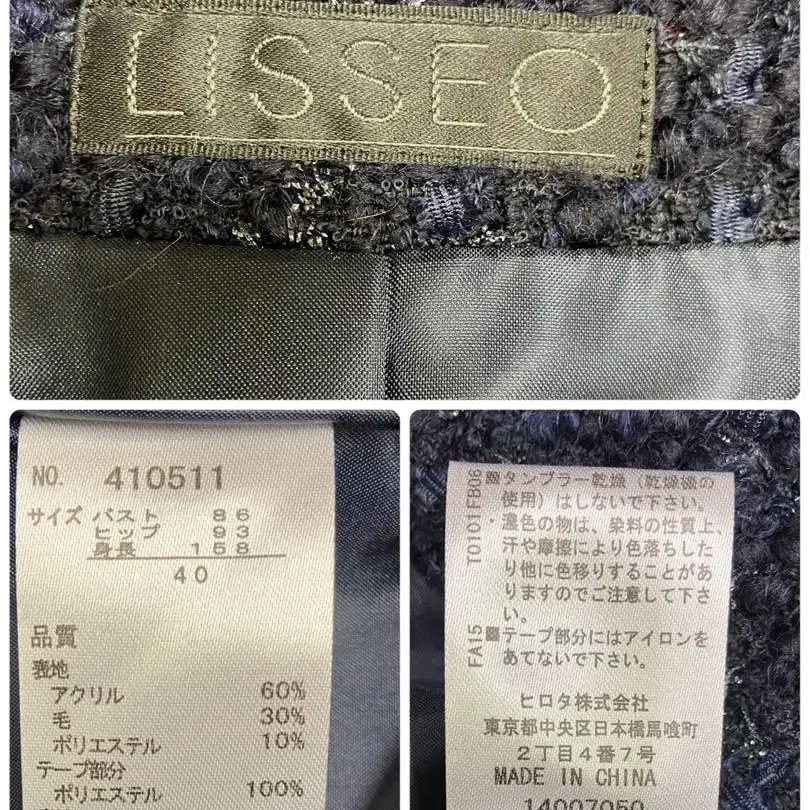 LISSEO
NO. 410511
サイズ バスト 86
ヒップ 93
身長 158
40
品質
表地
アクリル 60%
毛 30%
ポリエステル 10%
テープ部分
ポリエステル 100%
T0101FB06
FA15
タンブラー乾燥（乾燥機の
使用）はしないで下さい。
・濃色の物は、染料の性質上、
汗や摩擦により色落ちした
り他に色移りすることがあ
りますのでご注意して下さ
い。
テープ部分にはアイロンを
あてないで下さい。
ヒロタ株式会社
東京都中央区日本橋馬喰町
2丁目4番7号
MADE IN CHINA
14007050